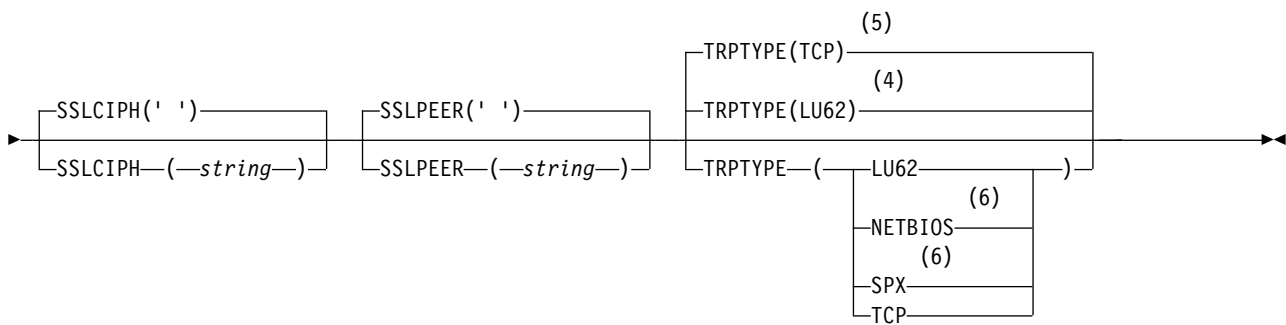 (5)
TRPTYPE(TCP)
(4)
SSLCIPH(' ') SSLPEER(' ') TRPTYPE(LU62)
SSLCIPH(string) SSLPEER(string) TRPTYPE(LU62)
(6)
NETBIOS
(6)
SPX
TCP